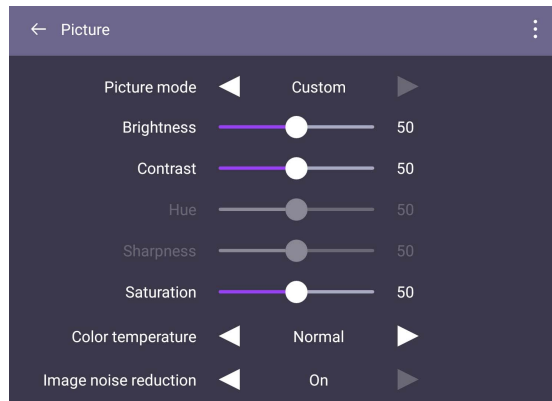 Picture
Picture mode Custom
Brightness 50
Contrast 50
Hue 50
Sharpness 50
Saturation 50
Color temperature Normal
Image noise reduction On